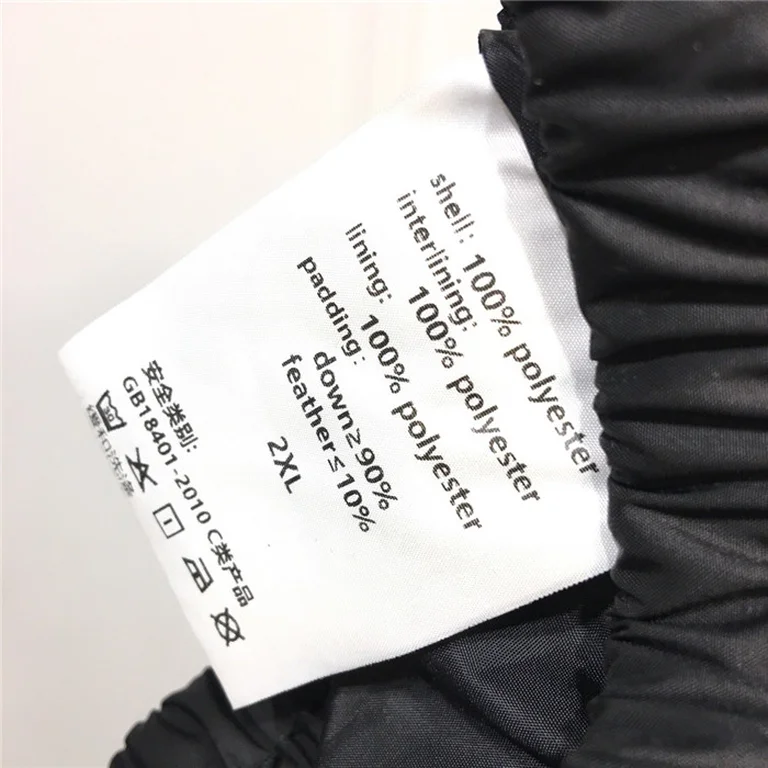 shell: 100% polyester
interlining:
100% polyester
lining: 100% polyester
padding:
down≥90%
feather≤10%
2XL
安全类别:
GB18401-2010 C类产品